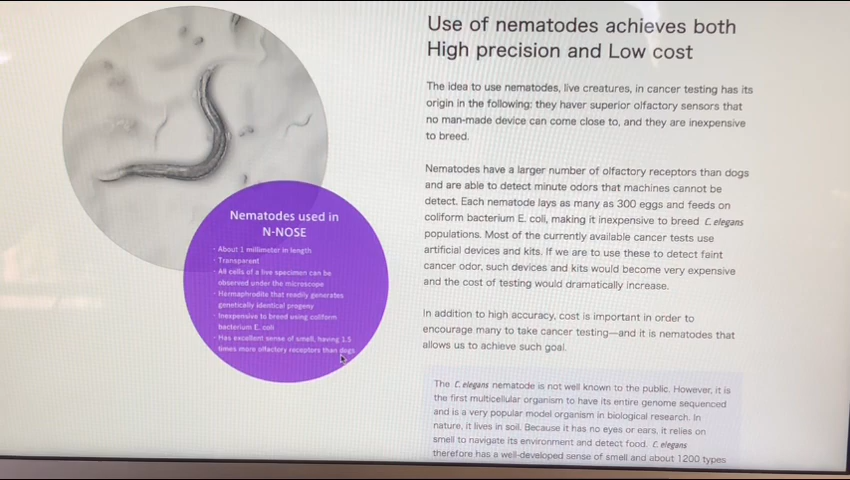 Use of nematodes achieves both
High precision and Low cost
The idea to use nematodes, live creatures, in cancer testing has its
origin in the following: they haver superior olfactory sensors that
no man-made device can come close to, and they are inexpensive
to breed.
Nematodes have a larger number of olfactory receptors than dogs
and are able to detect minute odors that machines cannot be
detect. Each nematode lays as many as 300 eggs and feeds on
coliform bacterium E. coli, making it inexpensive to breed C. elegans
populations. Most of the currently available cancer tests use
artificial devices and kits. If we are to use these to detect faint
cancer odor, such devices and kits would become very expensive
and the cost of testing would dramatically increase.
In addition to high accuracy, cost is important in order to
encourage many to take cancer testing—and it is nematodes that
allows us to achieve such goal.
The C. elegans nematode is not well known to the public. However, it is
the first multicellular organism to have its entire genome sequenced
and is a very popular model organism in biological research. In
nature, it lives in soil. Because it has no eyes or ears, it relies on
smell to navigate its environment and detect food. C. elegans
therefore has a well-developed sense of smell and about 1200 types
Nematodes used in
N-NOSE
・About 1 millimeter in length
・Transparent
・All cells of a live specimen can be
observed under the microscope
・Hermaphrodite that readily generates
genetically identical progeny
・Inexpensive to breed using coliform
bacterium E. coli
・Has excellent sense of smell, having 1.5
times more olfactory receptors than dogs